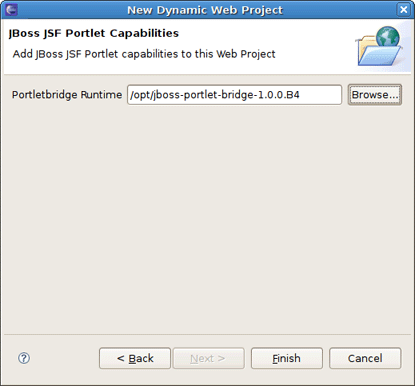 New Dynamic Web Project
JBoss JSF Portlet Capabilities
Add JBoss JSF Portlet capabilities to this Web Project
Portletbridge Runtime /opt/jboss-portlet-bridge-1.0.0.B4 Browse...
? < Back Next > Finish Cancel